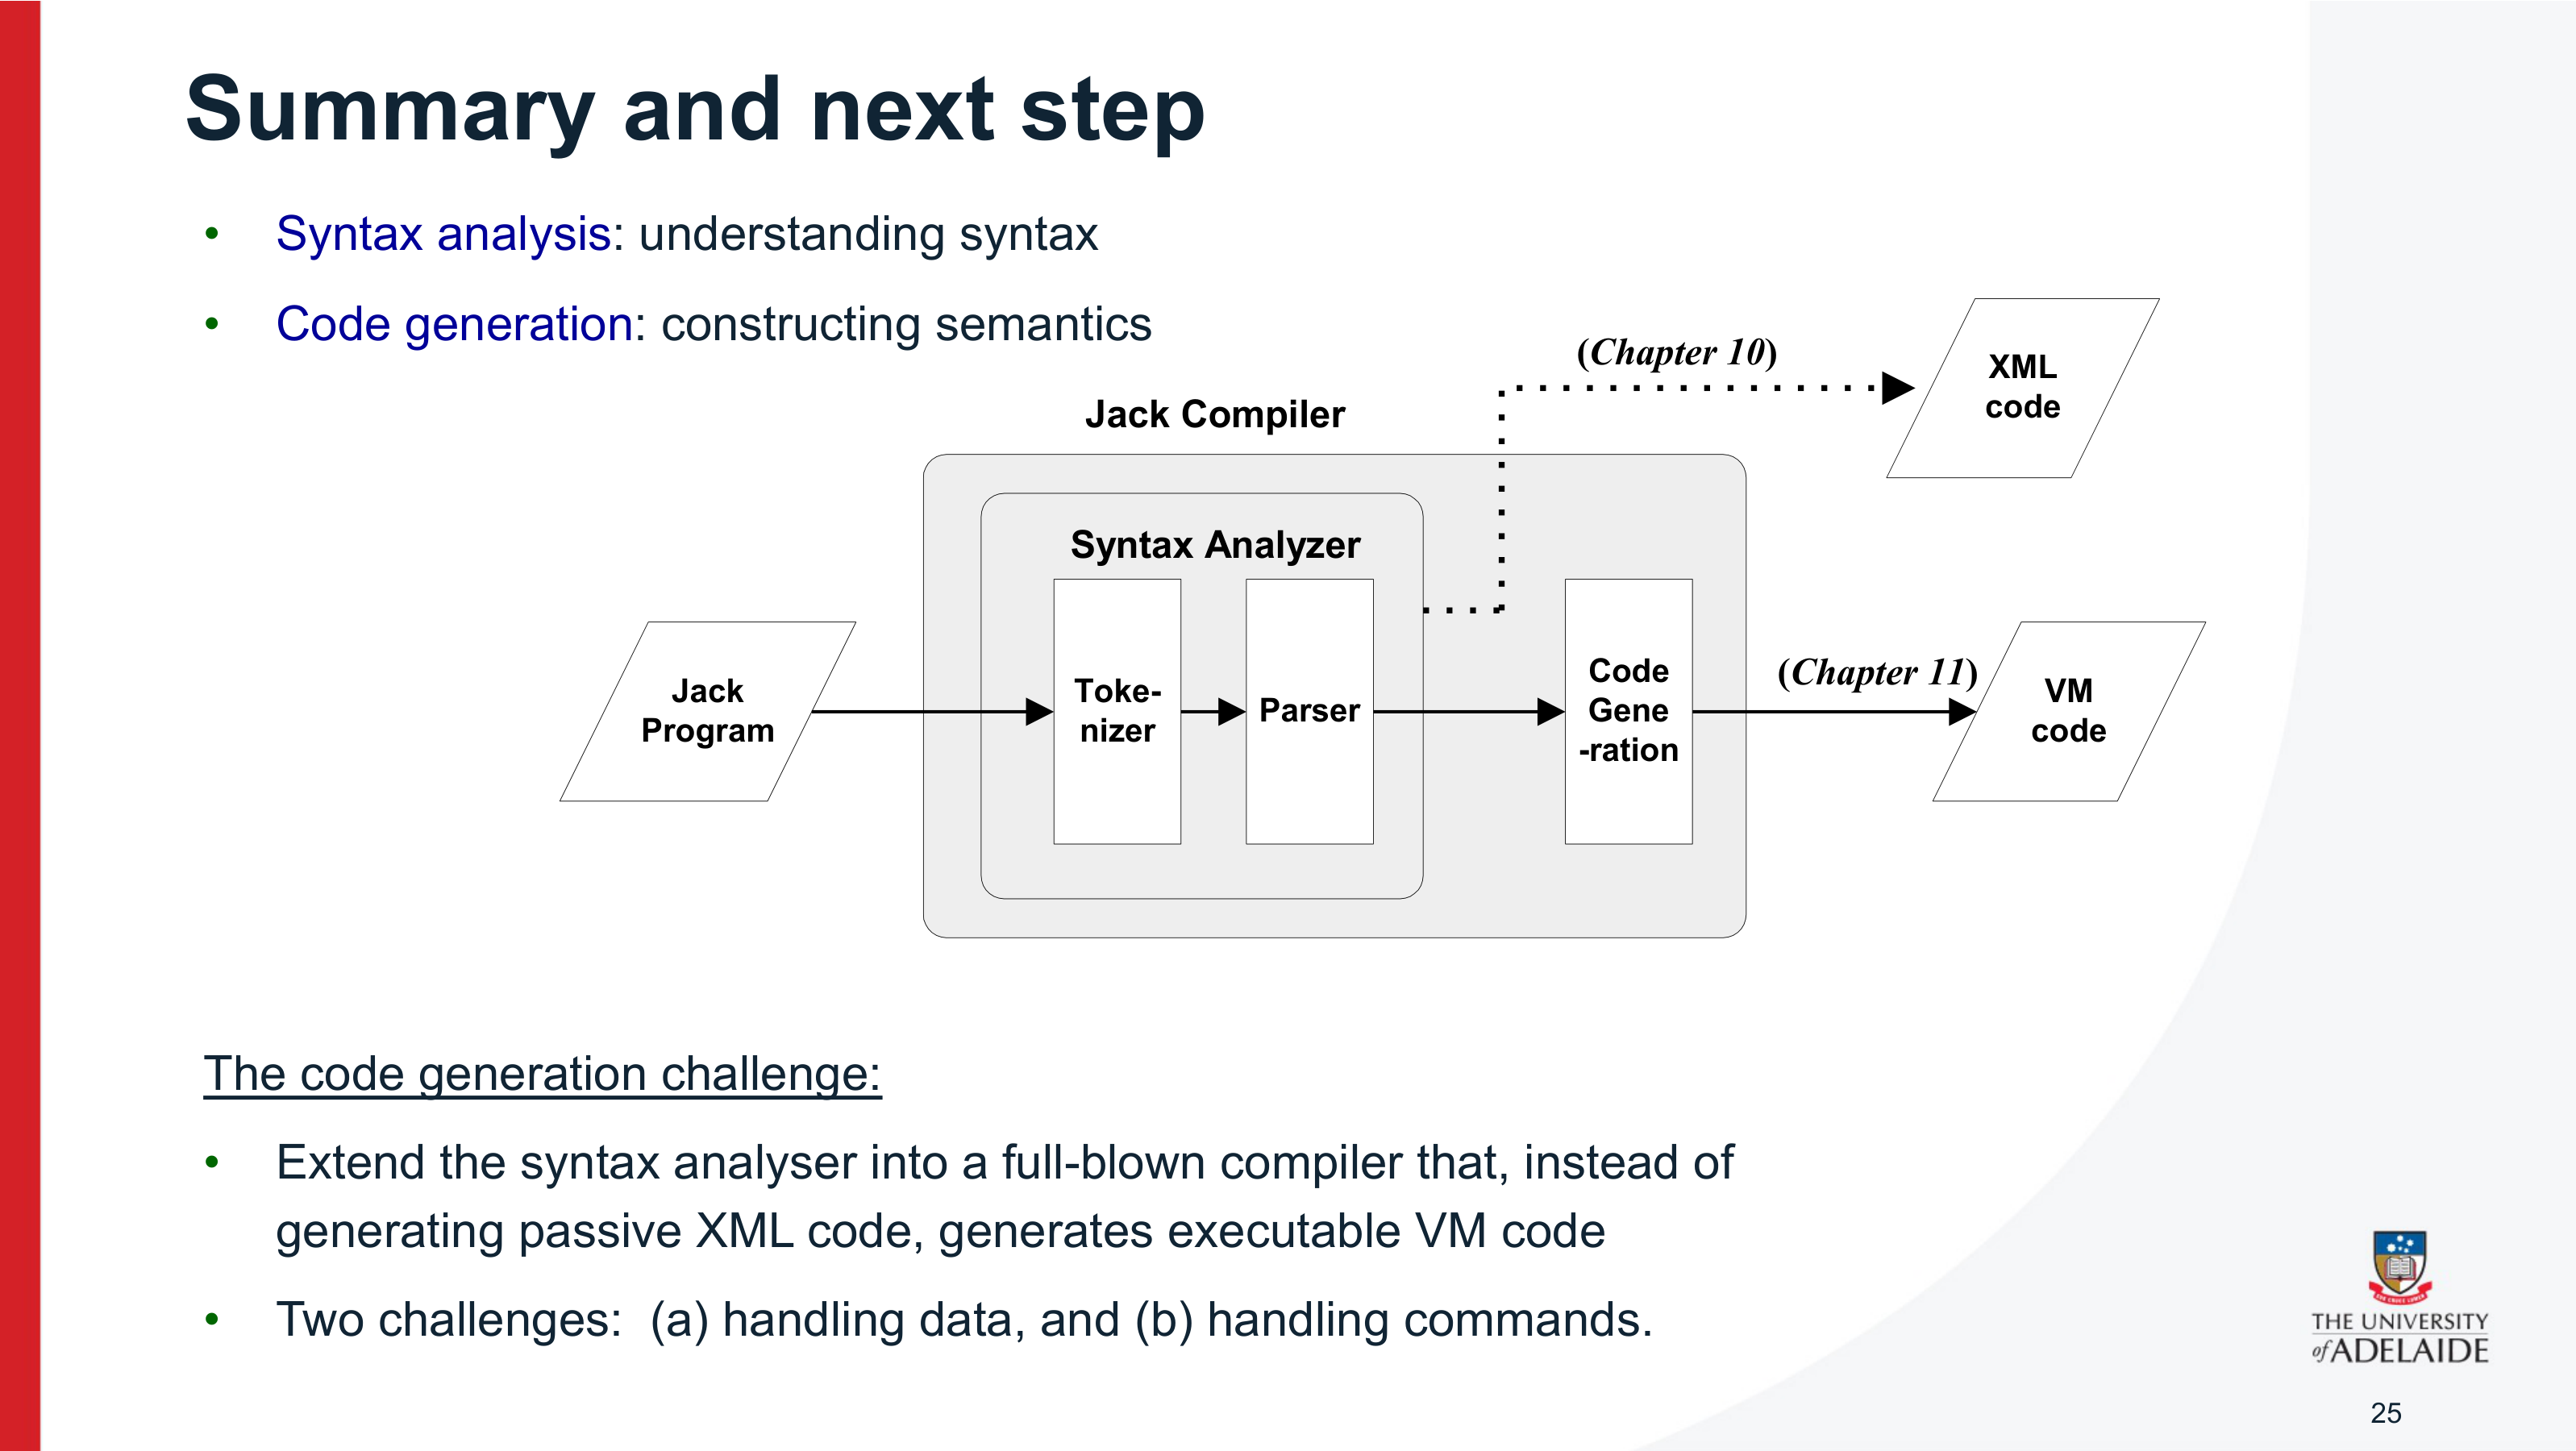 Summary and next step
• Syntax analysis: understanding syntax
• Code generation: constructing semantics
(Chapter 10)
XML
code
Jack Compiler
Syntax Analyzer
Jack
Program
Toke-
nizer
Parser
Code
Gene
-ration
(Chapter 11)
VM
code
The code generation challenge:
• Extend the syntax analyser into a full-blown compiler that, instead of
generating passive XML code, generates executable VM code
• Two challenges:  (a) handling data, and (b) handling commands.
THE UNIVERSITY
of ADELAIDE
25